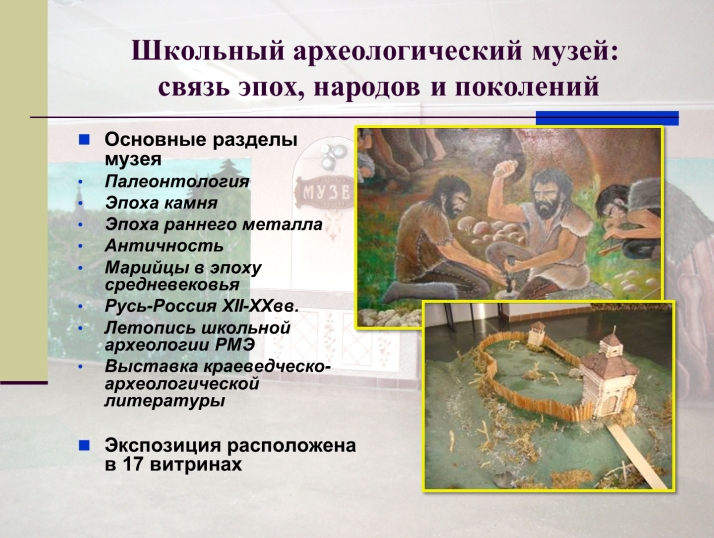 Школьный археологический музей:
связь эпох, народов и поколений
Основные разделы
музея
Палеонтология
Эпоха камня
Эпоха раннего металла
Античность
Марийцы в эпоху
средневековья
Русь-Россия XII-XXвв.
Летопись школьной
археологии РМЭ
Выставка краеведческо-
археологической
литературы
Экспозиция расположена
в 17 витринах
МУЗЕ